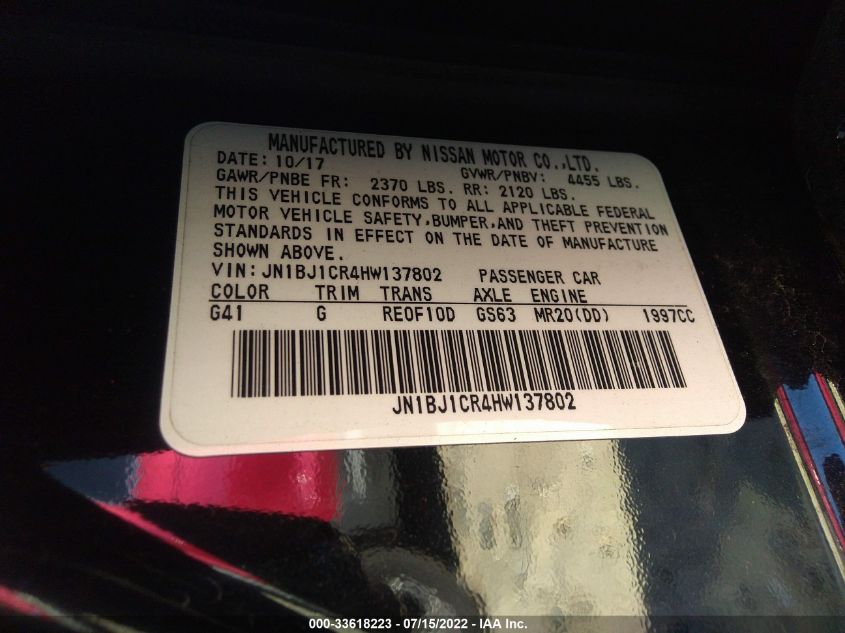 MANUFACTURED BY NISSAN MOTOR CO.,LTD.
DATE: 10/17 GVWR/PNBV: 4455 LBS.
GAWR/PNBE FR: 2370 LBS. RR: 2120 LBS.
THIS VEHICLE CONFORMS TO ALL APPLICABLE FEDERAL
MOTOR VEHICLE SAFETY,BUMPER,AND THEFT PREVENTION
STANDARDS IN EFFECT ON THE DATE OF MANUFACTURE
SHOWN ABOVE.
VIN: JN1BJ1CR4HW137802 PASSENGER CAR
COLOR TRIM TRANS AXLE ENGINE
G41 G RE0F10D GS63 MR20(DD) 1997CC
JN1BJ1CR4HW137802
000-33618223 - 07/15/2022 - IAA Inc.